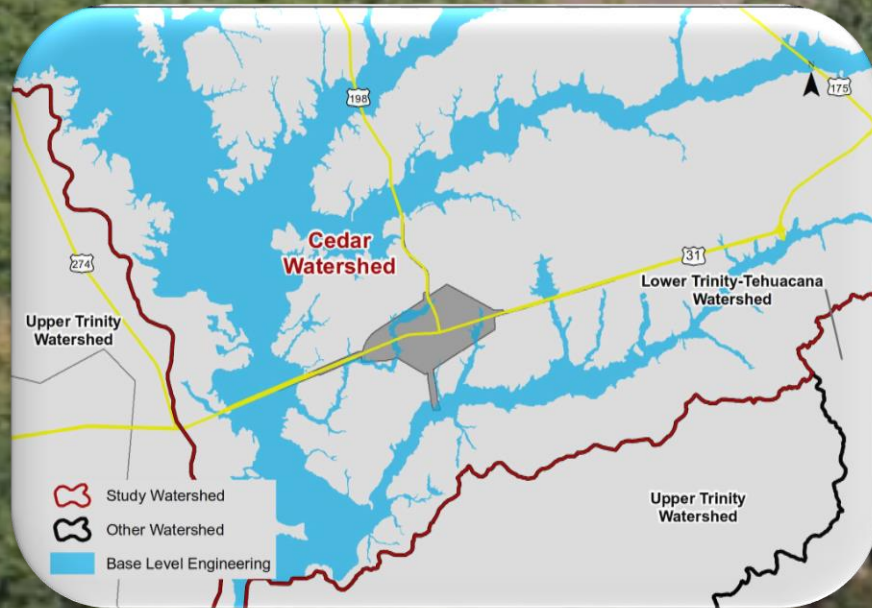 N
175
198
Cedar
Watershed
274
31
Lower Trinity-Tehuacana
Watershed
Upper Trinity
Watershed
Upper Trinity
Watershed
Study Watershed
Other Watershed
Base Level Engineering